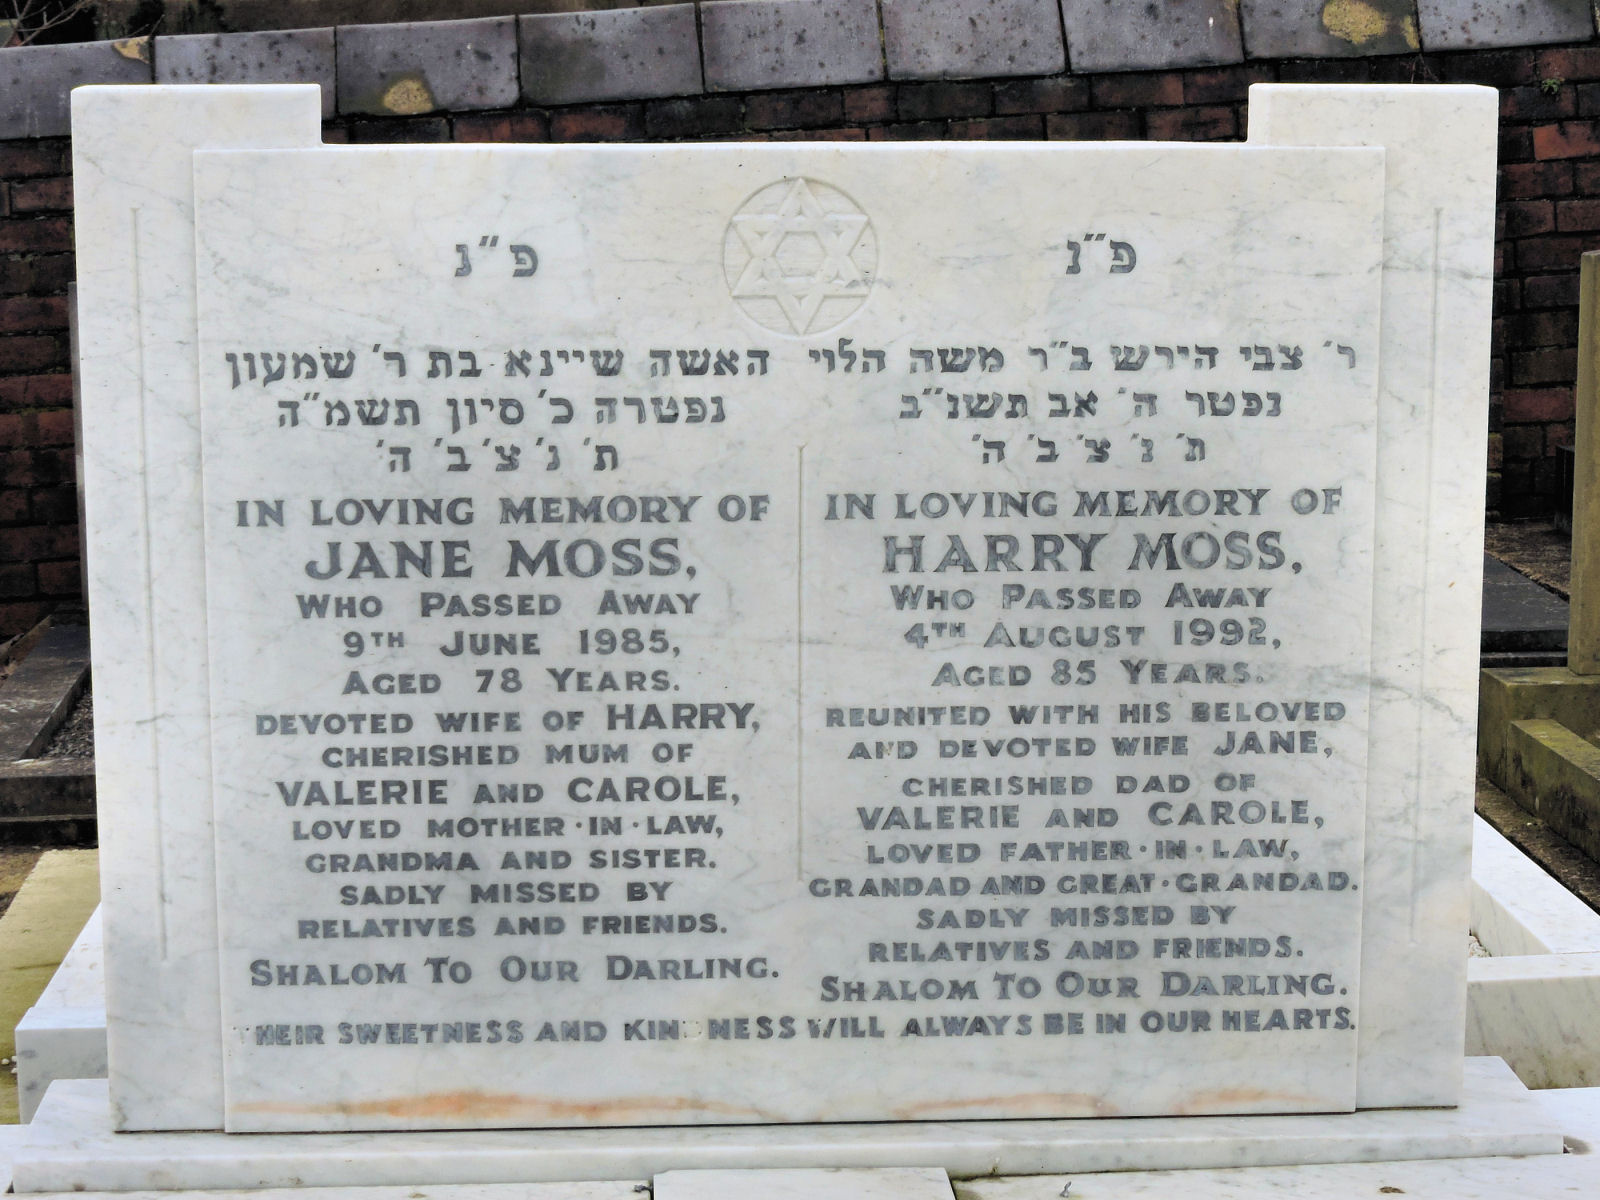 פ"נ
האשה שיינא בת ר' שמעון
נפטרה כ' סיון תשמ"ה
ת' נ' צ' ב' ה'
IN LOVING MEMORY OF
JANE MOSS,
WHO PASSED AWAY
9TH JUNE 1985,
AGED 78 YEARS.
DEVOTED WIFE OF HARRY,
CHERISHED MUM OF
VALERIE AND CAROLE,
LOVED MOTHER·IN·LAW,
GRANDMA AND SISTER.
SADLY MISSED BY
RELATIVES AND FRIENDS.
SHALOM TO OUR DARLING.
פ"נ
ר' צבי הירש ב"ר משה הלוי
נפטר ה' אב תשנ"ב
ת' נ' צ' ב' ה'
IN LOVING MEMORY OF
HARRY MOSS,
WHO PASSED AWAY
4TH AUGUST 1992,
AGED 85 YEARS.
REUNITED WITH HIS BELOVED
AND DEVOTED WIFE JANE,
CHERISHED DAD OF
VALERIE AND CAROLE,
LOVED FATHER·IN·LAW,
GRANDAD AND GREAT·GRANDAD.
SADLY MISSED BY
RELATIVES AND FRIENDS.
SHALOM TO OUR DARLING.
THEIR SWEETNESS AND KINDNESS WILL ALWAYS BE IN OUR HEARTS.